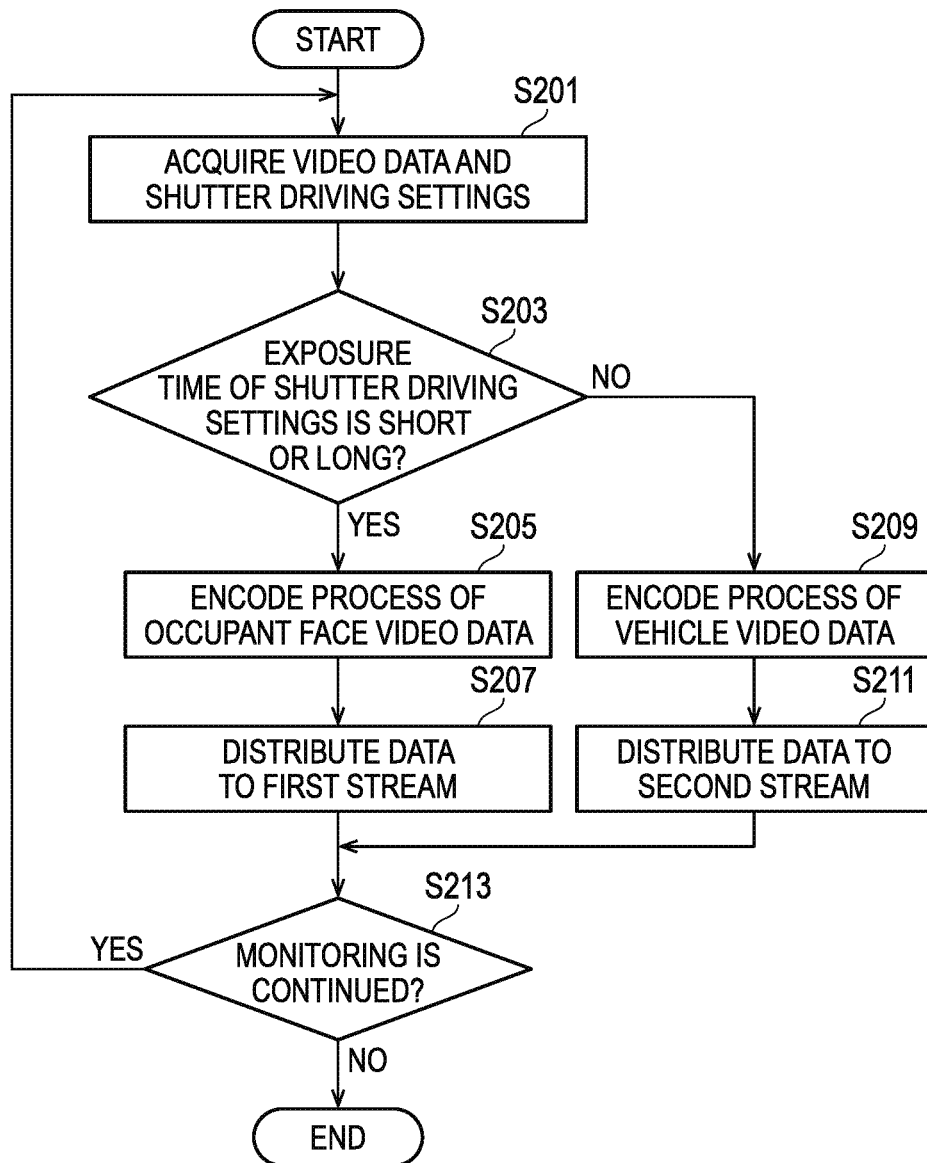 START
S201
ACQUIRE VIDEO DATA AND
SHUTTER DRIVING SETTINGS
S203
EXPOSURE
TIME OF SHUTTER DRIVING
SETTINGS IS SHORT
OR LONG?
NO
YES
S205
ENCODE PROCESS OF
OCCUPANT FACE VIDEO DATA
S209
ENCODE PROCESS OF
VEHICLE VIDEO DATA
S207
DISTRIBUTE DATA
TO FIRST STREAM
S211
DISTRIBUTE DATA TO
SECOND STREAM
S213
YES
MONITORING IS
CONTINUED?
NO
END